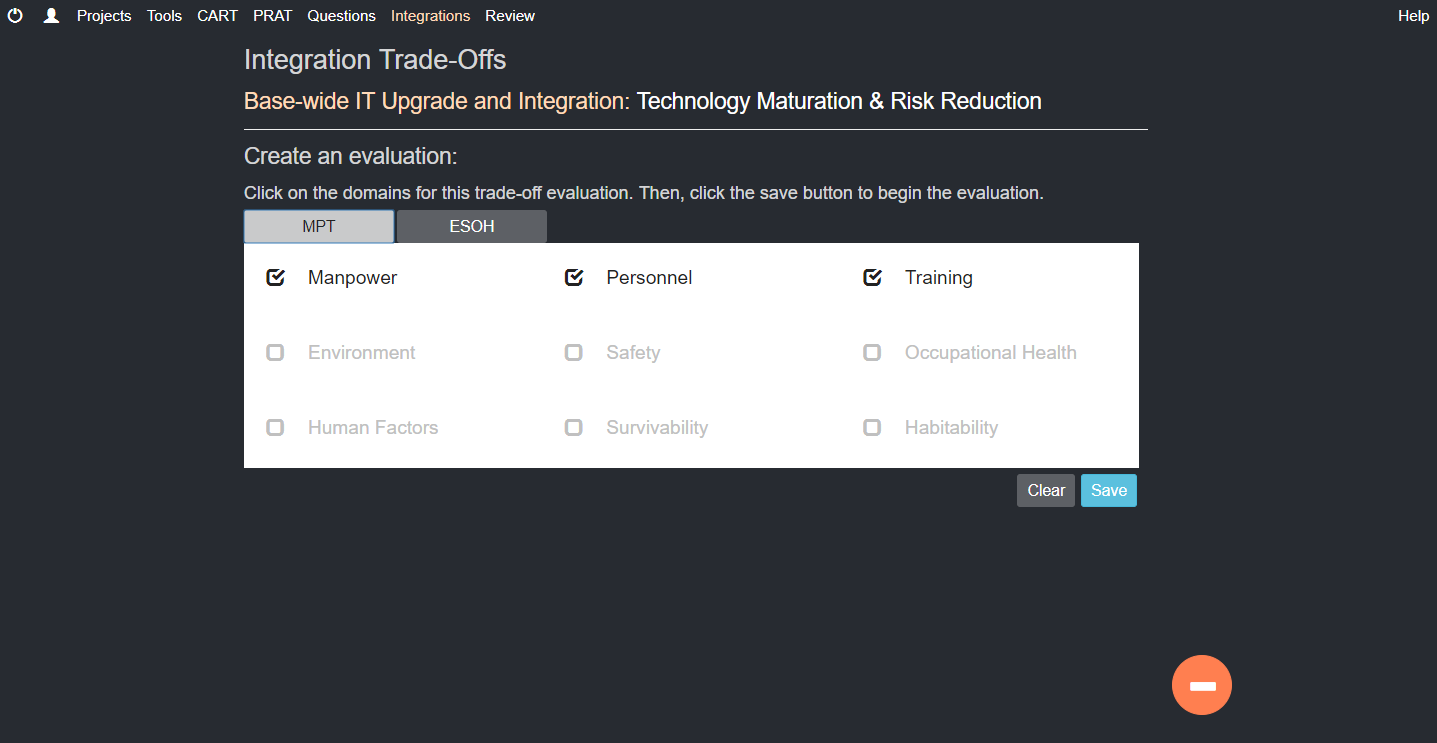 Projects Tools CART PRAT Questions Integrations Review Help
Integration Trade-Offs
Base-wide IT Upgrade and Integration: Technology Maturation & Risk Reduction
Create an evaluation:
Click on the domains for this trade-off evaluation. Then, click the save button to begin the evaluation.
MPT ESOH
Manpower Personnel Training
Environment Safety Occupational Health
Human Factors Survivability Habitability
Clear Save